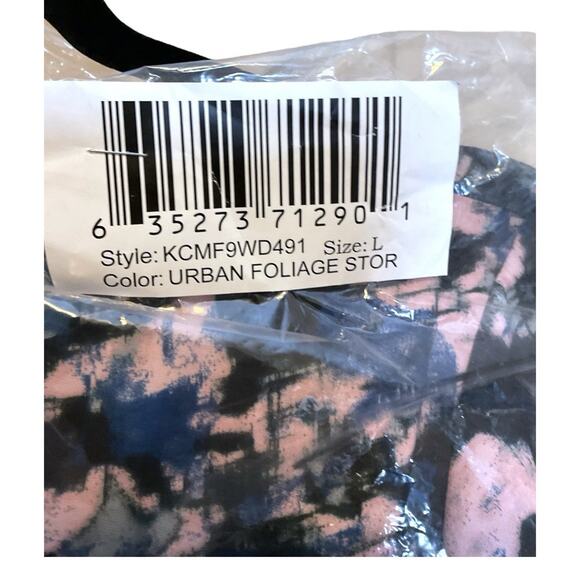 6 35273 71290 1
Style: KCMF9WD491 Size: L
Color: URBAN FOLIAGE STOR